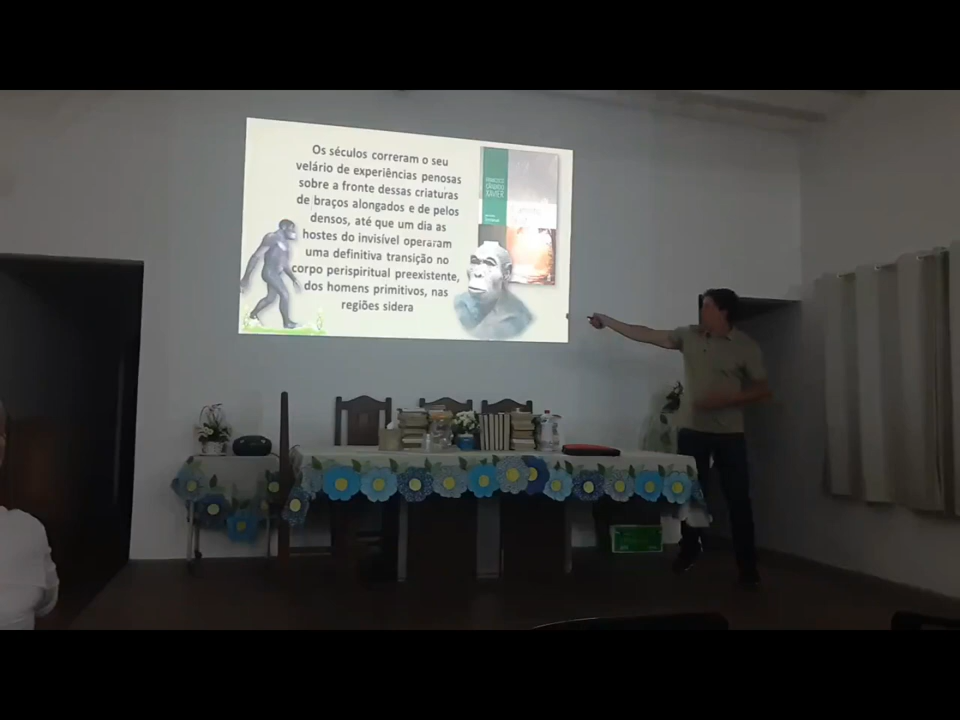 Os séculos correram o seu
velário de experiências penosas
sobre a fronte dessas criaturas
de braços alongados e de pelos
densos, até que um dia as
hostes do invisível operaram
uma definitiva transição no
corpo perispiritual preexistente,
dos homens primitivos, nas
regiões sidera
FRANCISCO
CÂNDIDO
XAVIER